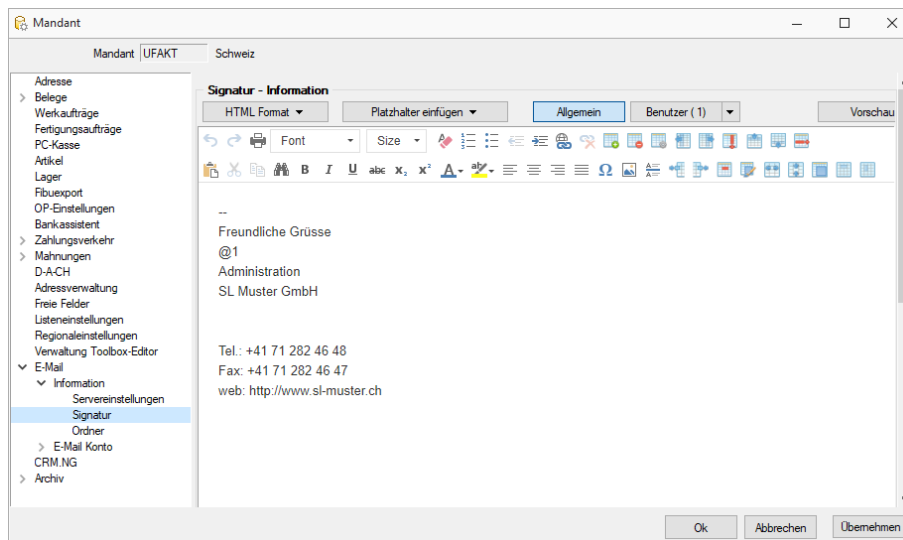 Mandant
Mandant UFAKT Schweiz
Adresse
Belege
Werkaufträge
Fertigungsaufträge
PC-Kasse
Artikel
Lager
Fibuexport
OP-Einstellungen
Bankassistent
Zahlungsverkehr
Mahnungen
D-A-CH
Adressverwaltung
Freie Felder
Listeneinstellungen
Regionaleinstellungen
Verwaltung Toolbox-Editor
E-Mail
Information
Servereinstellungen
Signatur
Ordner
E-Mail Konto
CRM.NG
Archiv
Signatur - Information
HTML Format Platzhalter einfügen Allgemein Benutzer ( 1) Vorschau
Font Size
B I U abc x₂ x² A ab
--
Freundliche Grüsse
@1
Administration
SL Muster GmbH
Tel.: +41 71 282 46 48
Fax: +41 71 282 46 47
web: http://www.sl-muster.ch
Ok Abbrechen Übernehmen